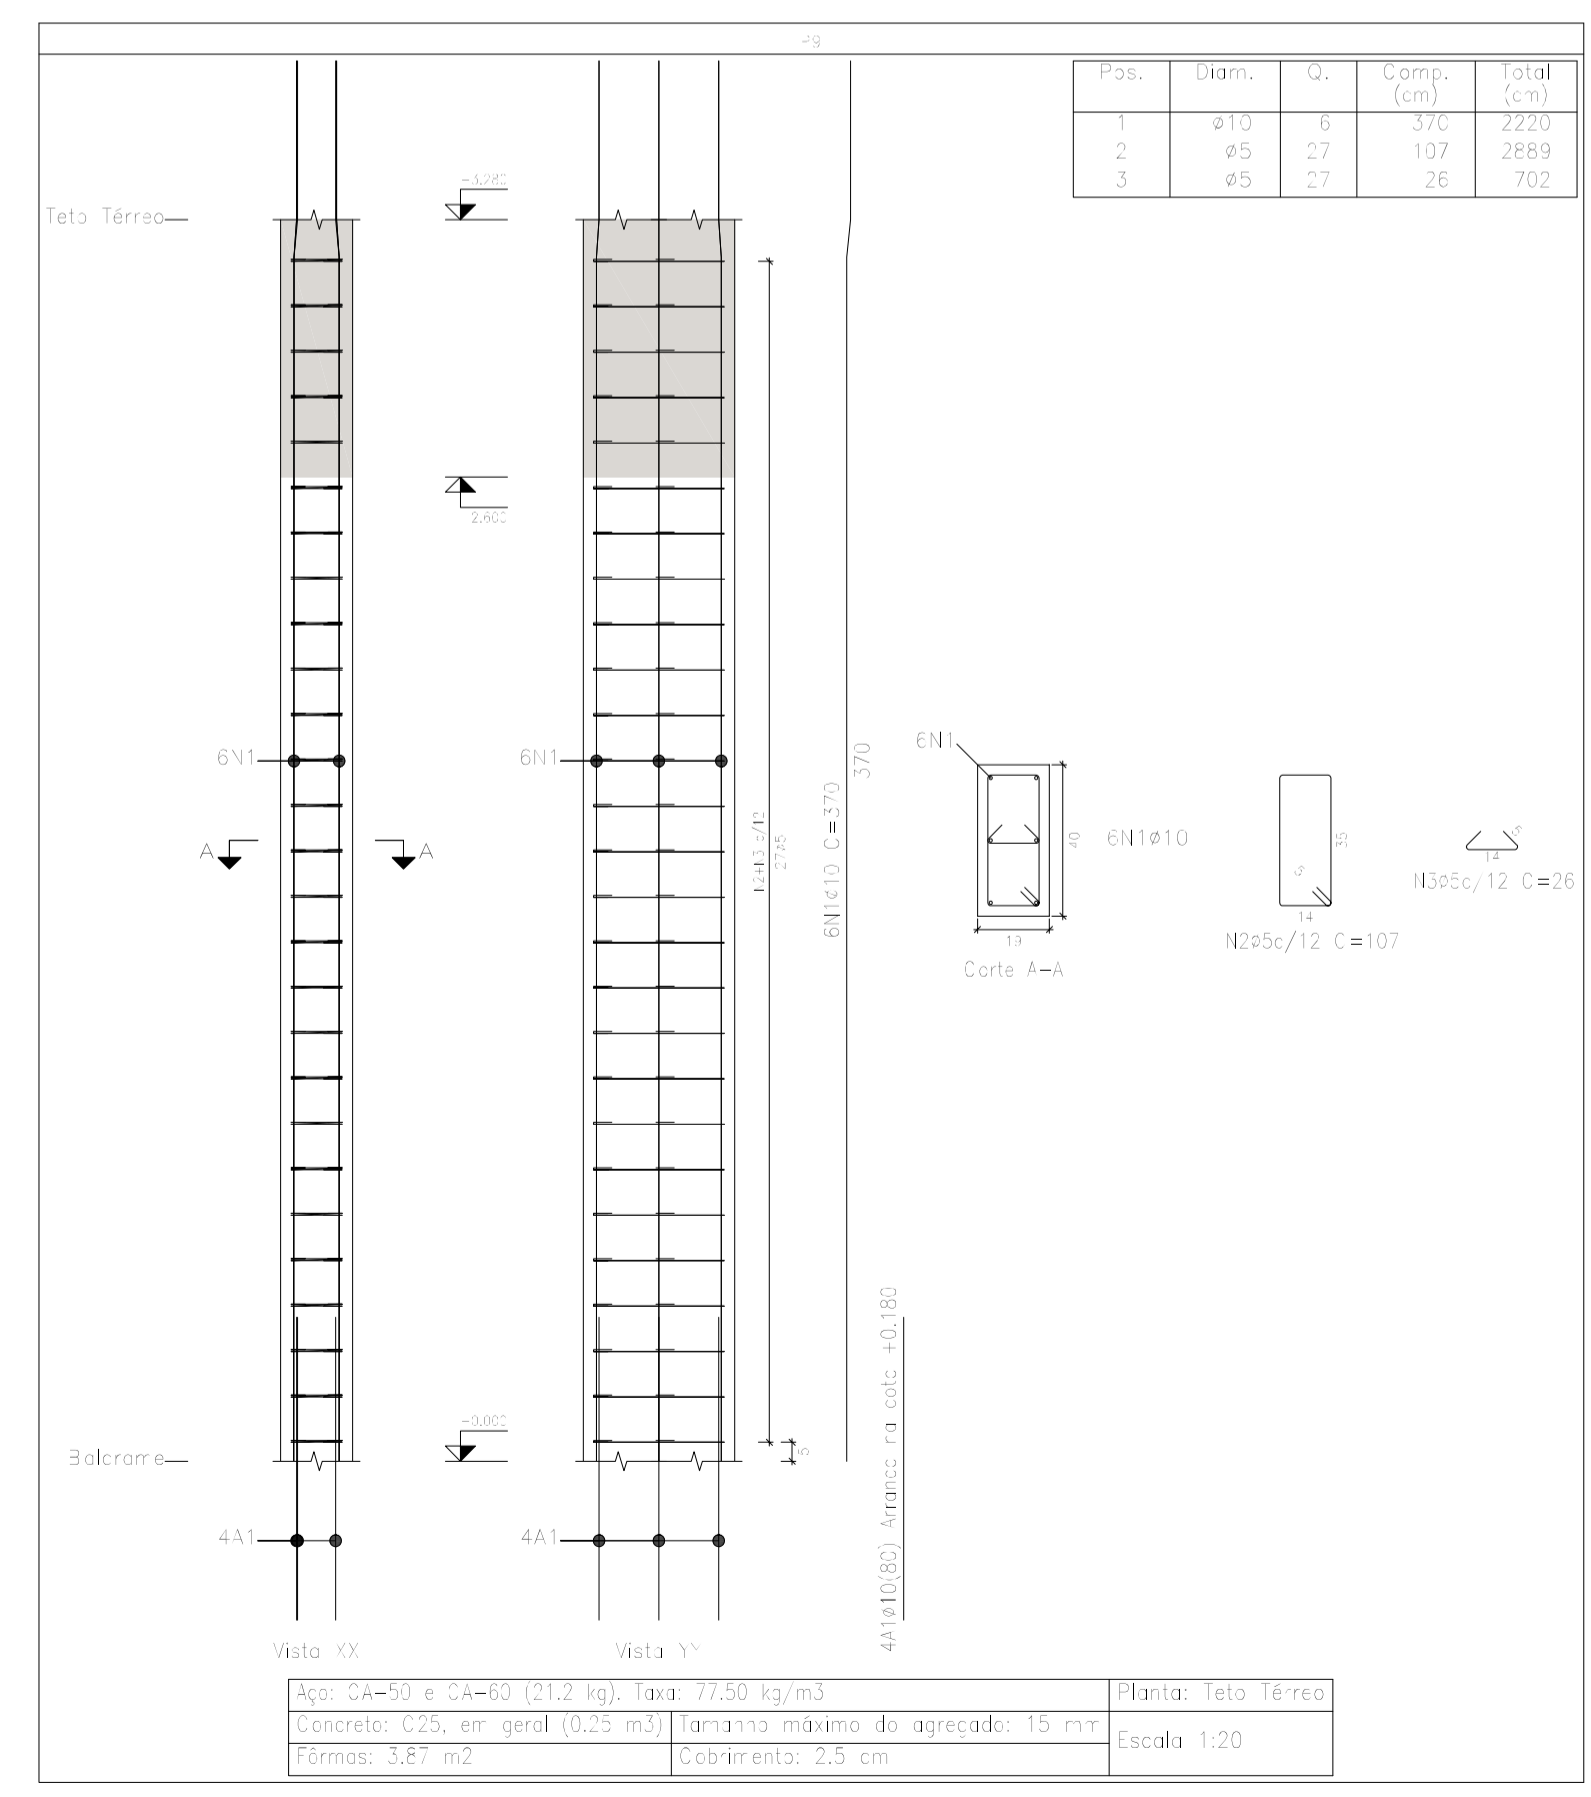 P9
Pos. Diam. Q. Comp. (cm) Total (cm)
1 ø10 6 370 2220
2 ø5 27 107 2889
3 ø5 27 26 702
+3.280
Teto Térreo
2.600
6N1
6N1
6N1
A A
N2+N3 c/12
27ø5
6N1ø10 C=370
370
40
19
Corte A-A
6N1ø10
35
5
14
N2ø5c/12 C=107
5
14
N3ø5c/12 C=26
0.000
5
Baldrame
4A1
4A1
4A1ø10(80) Arranco na cota +0.180
Vista XX
Vista YY
Aço: CA-50 e CA-60 (21.2 kg). Taxa: 77.50 kg/m3
Planta: Teto Térreo
Concreto: C25, em geral (0.25 m3)
Tamanho máximo do agregado: 15 mm
Escala 1:20
Fôrmas: 3.87 m2
Cobrimento: 2.5 cm